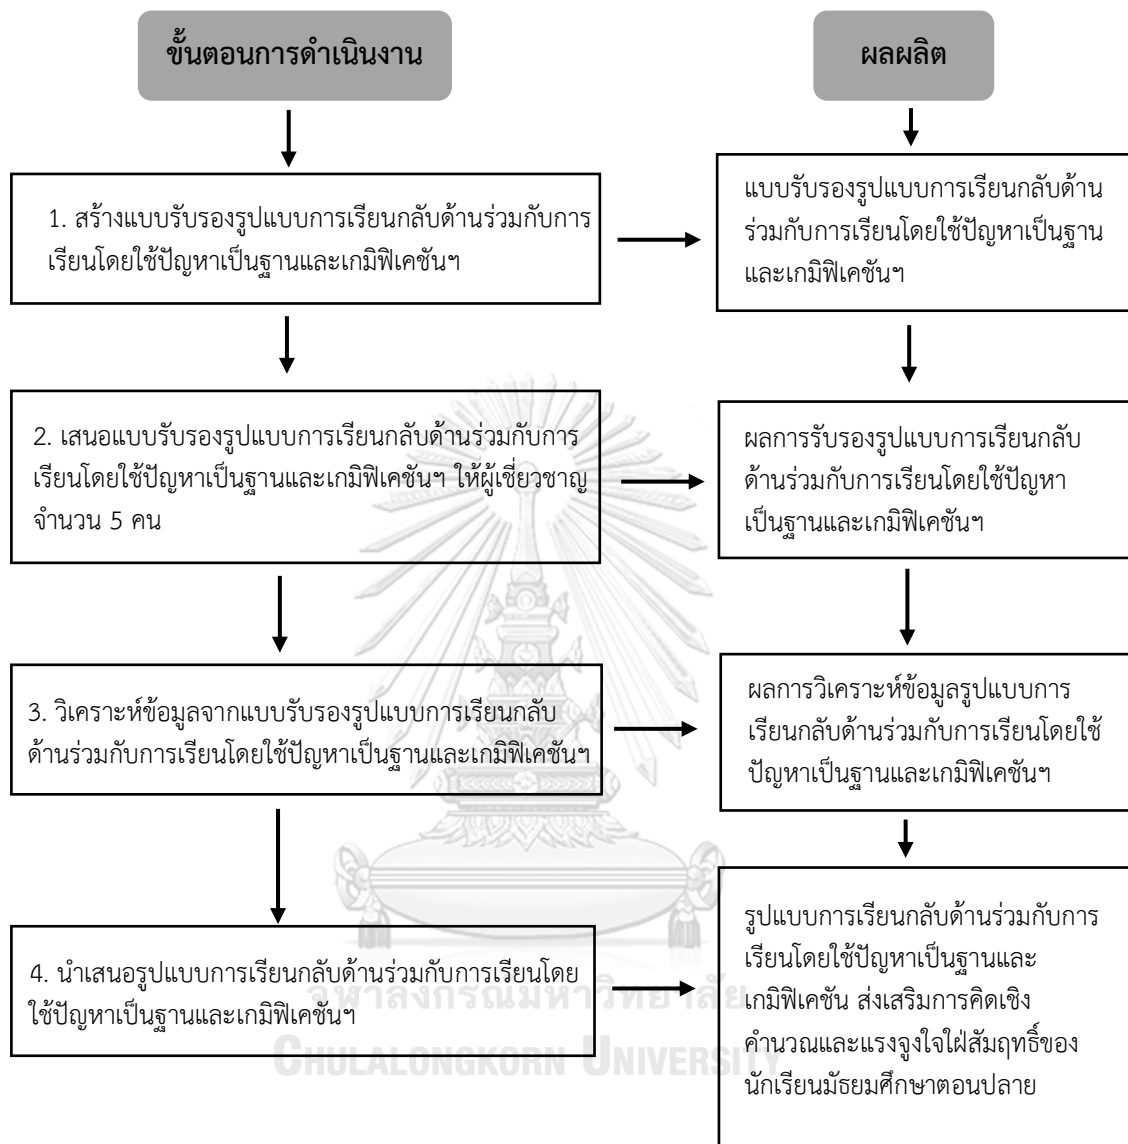 ขั้นตอนการดำเนินงาน
ผลผลิต
1. สร้างแบบรับรองรูปแบบการเรียนกลับด้านร่วมกับการ
เรียนโดยใช้ปัญหาเป็นฐานและเกมิฟิเคชันฯ
แบบรับรองรูปแบบการเรียนกลับด้าน
ร่วมกับการเรียนโดยใช้ปัญหาเป็นฐาน
และเกมิฟิเคชันฯ
2. เสนอแบบรับรองรูปแบบการเรียนกลับด้านร่วมกับการ
เรียนโดยใช้ปัญหาเป็นฐานและเกมิฟิเคชันฯ ให้ผู้เชี่ยวชาญ
จำนวน 5 คน
ผลการรับรองรูปแบบการเรียนกลับ
ด้านร่วมกับการเรียนโดยใช้ปัญหา
เป็นฐานและเกมิฟิเคชันฯ
3. วิเคราะห์ข้อมูลจากแบบรับรองรูปแบบการเรียนกลับ
ด้านร่วมกับการเรียนโดยใช้ปัญหาเป็นฐานและเกมิฟิเคชันฯ
ผลการวิเคราะห์ข้อมูลรูปแบบการ
เรียนกลับด้านร่วมกับการเรียนโดยใช้
ปัญหาเป็นฐานและเกมิฟิเคชันฯ
4. นำเสนอรูปแบบการเรียนกลับด้านร่วมกับการเรียนโดย
ใช้ปัญหาเป็นฐานและเกมิฟิเคชันฯ
รูปแบบการเรียนกลับด้านร่วมกับการ
เรียนโดยใช้ปัญหาเป็นฐานและ
เกมิฟิเคชัน ส่งเสริมการคิดเชิง
คำนวณและแรงจูงใจใฝ่สัมฤทธิ์ของ
นักเรียนมัธยมศึกษาตอนปลาย
จุฬาลงกรณ์มหาวิทยาลัย
CHULALONGKORN UNIVERSITY